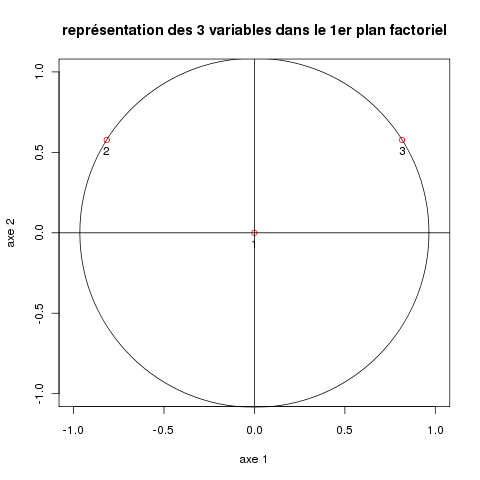 représentation des 3 variables dans le 1er plan factoriel
1.0
0.5
0.0
-0.5
-1.0
axe 2
2
3
1
-1.0 -0.5 0.0 0.5 1.0
axe 1